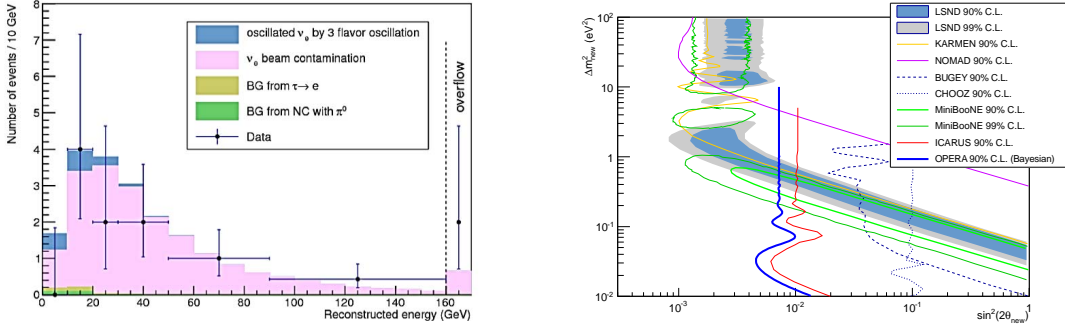 Number of events / 10 GeV
8
7
6
5
4
3
2
1
0
oscillated νe by 3 flavor oscillation
νe beam contamination
BG from τ→ e
BG from NC with π⁰
Data
overflow
0 20 40 60 80 100 120 140 160
Reconstructed energy (GeV)
Δm²new (eV²)
10²
10
1
10⁻¹
10⁻²
LSND 90% C.L.
LSND 99% C.L.
KARMEN 90% C.L.
NOMAD 90% C.L.
BUGEY 90% C.L.
CHOOZ 90% C.L.
MiniBooNE 90% C.L.
MiniBooNE 99% C.L.
ICARUS 90% C.L.
OPERA 90% C.L. (Bayesian)
10⁻³ 10⁻² 10⁻¹ 1
sin²(2θnew)